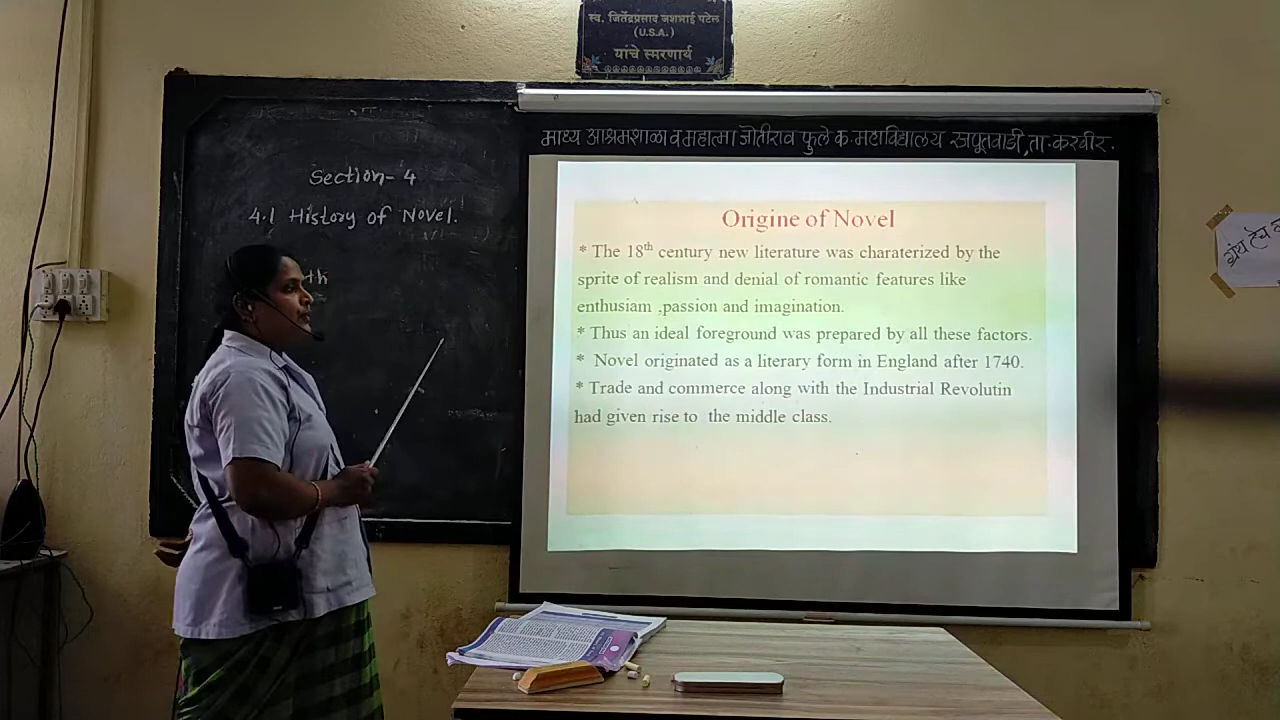 स्व. जितेंद्रप्रसाद जशभाई पटेल
(U.S.A.)
यांचे स्मरणार्थ
माध्य आश्रमशाळा व महात्मा जोतीराव फुले क. महाविद्यालय रजपूतवाडी, ता. करवीर.
Section-4
4.1 History of Novel.
th
Origine of Novel
* The 18th century new literature was charaterized by the
sprite of realism and denial of romantic features like
enthusiam ,passion and imagination.
* Thus an ideal foreground was prepared by all these factors.
* Novel originated as a literary form in England after 1740.
* Trade and commerce along with the Industrial Revolutin
had given rise to the middle class.
ग्रंथ हेच